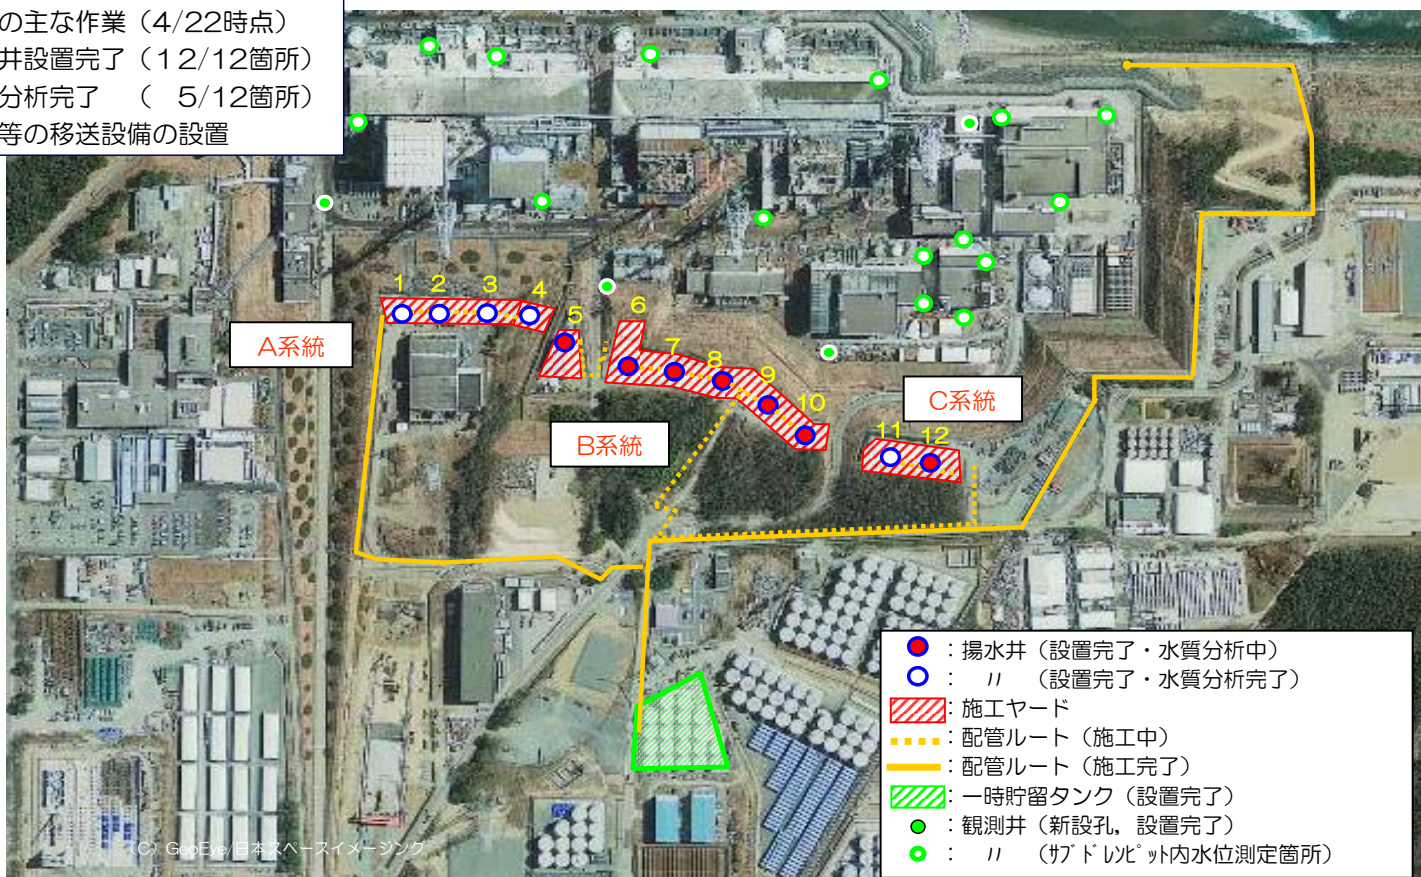 の主な作業（4/22時点）
井設置完了（12/12箇所）
分析完了　（　5/12箇所）
等の移送設備の設置
1 2 3 4
5 6 7 8 9 10
11 12
A系統
B系統
C系統
：揚水井（設置完了・水質分析中）
：　〃　（設置完了・水質分析完了）
：施工ヤード
：配管ルート（施工中）
：配管ルート（施工完了）
：一時貯留タンク（設置完了）
：観測井（新設孔，設置完了）
：　〃　（ｻﾌﾞﾄﾞﾚﾝﾋﾟｯﾄ内水位測定箇所）
(C) GeoEye/日本スペースイメージング